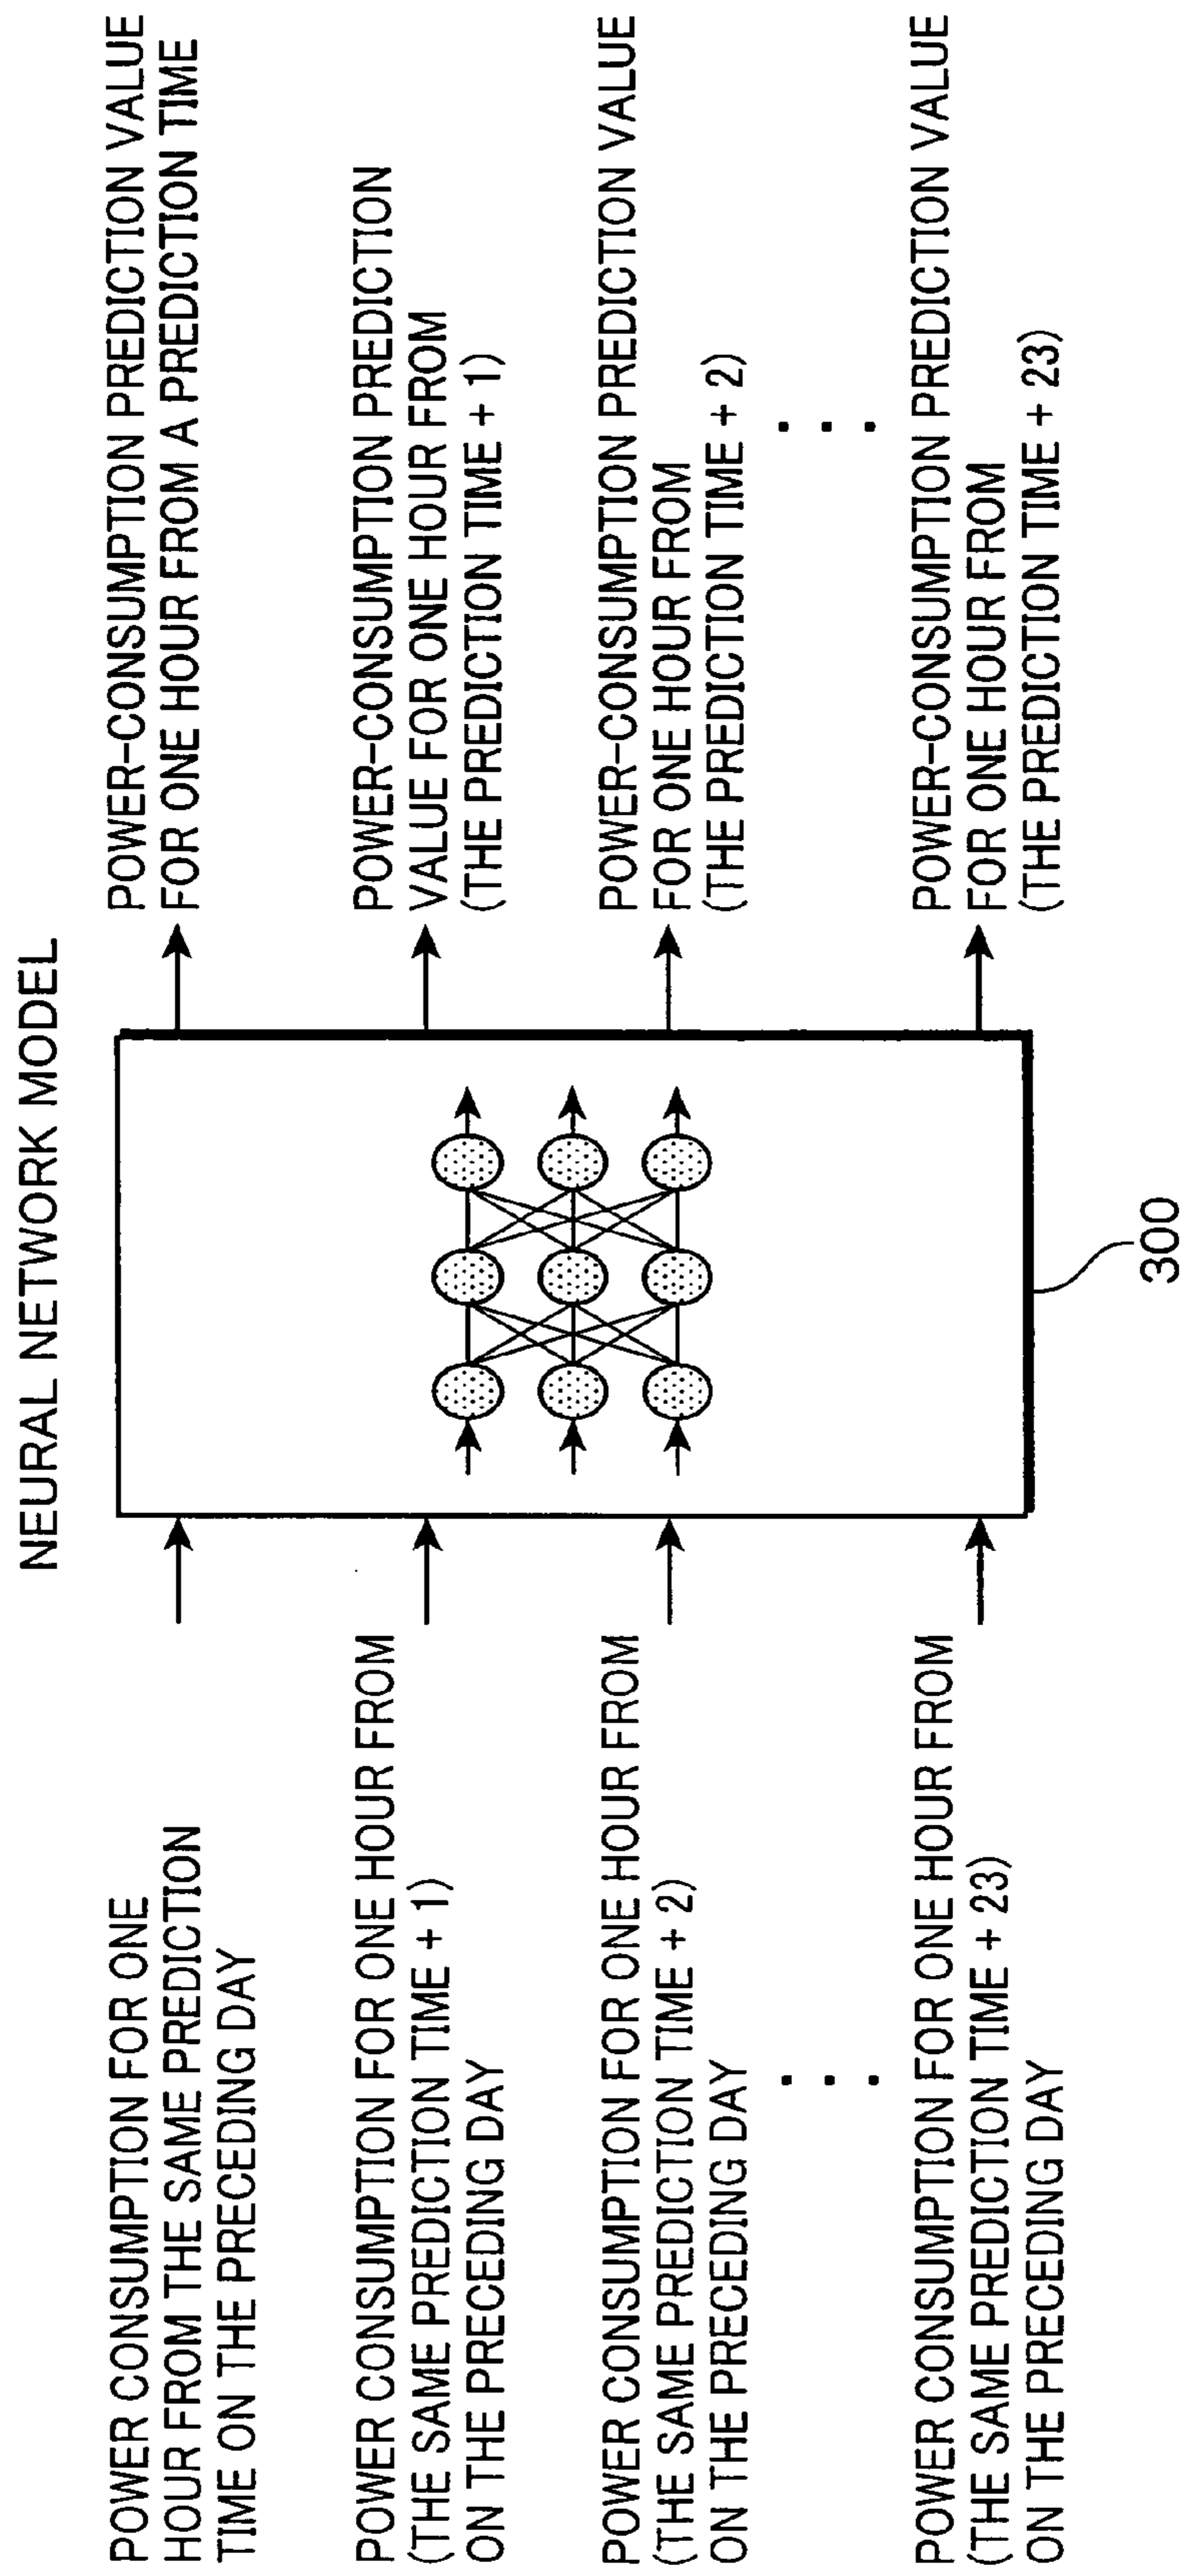 NEURAL NETWORK MODEL
POWER CONSUMPTION FOR ONE
HOUR FROM THE SAME PREDICTION
TIME ON THE PRECEDING DAY
POWER CONSUMPTION FOR ONE HOUR FROM
(THE SAME PREDICTION TIME + 1)
ON THE PRECEDING DAY
POWER CONSUMPTION FOR ONE HOUR FROM
(THE SAME PREDICTION TIME + 2)
ON THE PRECEDING DAY
. . .
POWER CONSUMPTION FOR ONE HOUR FROM
(THE SAME PREDICTION TIME + 23)
ON THE PRECEDING DAY
POWER-CONSUMPTION PREDICTION VALUE
FOR ONE HOUR FROM A PREDICTION TIME
POWER-CONSUMPTION PREDICTION
VALUE FOR ONE HOUR FROM
(THE PREDICTION TIME + 1)
POWER-CONSUMPTION PREDICTION VALUE
FOR ONE HOUR FROM
(THE PREDICTION TIME + 2)
. . .
POWER-CONSUMPTION PREDICTION VALUE
FOR ONE HOUR FROM
(THE PREDICTION TIME + 23)
300